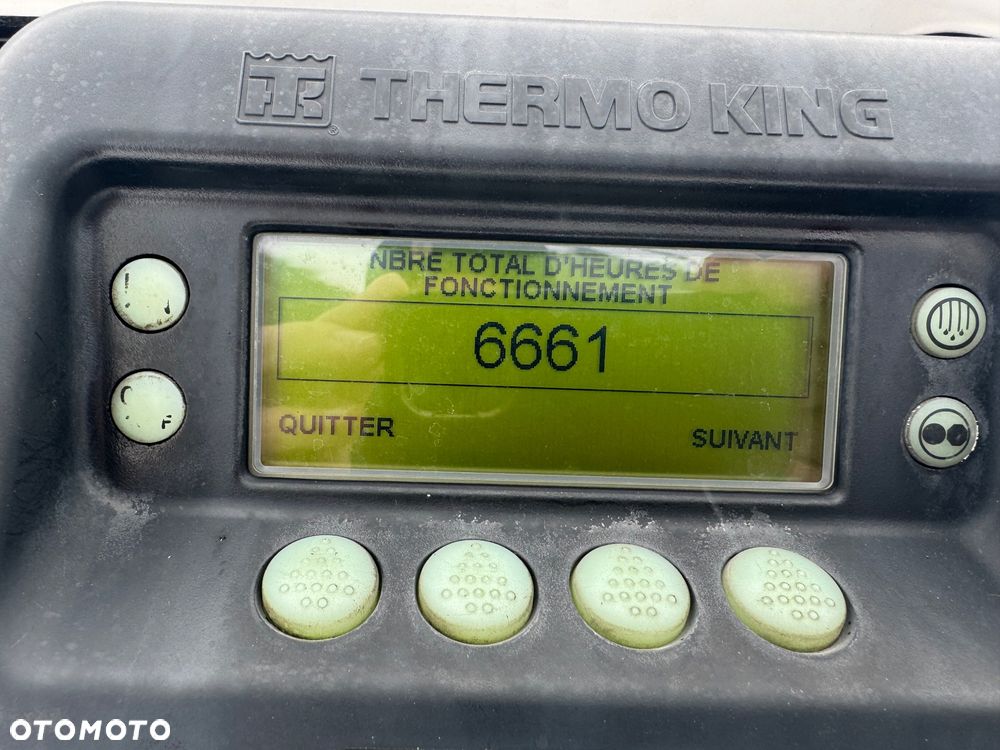 THERMO KING
NBRE TOTAL D'HEURES DE
FONCTIONNEMENT
6661
QUITTER
SUIVANT
OTOMOTO